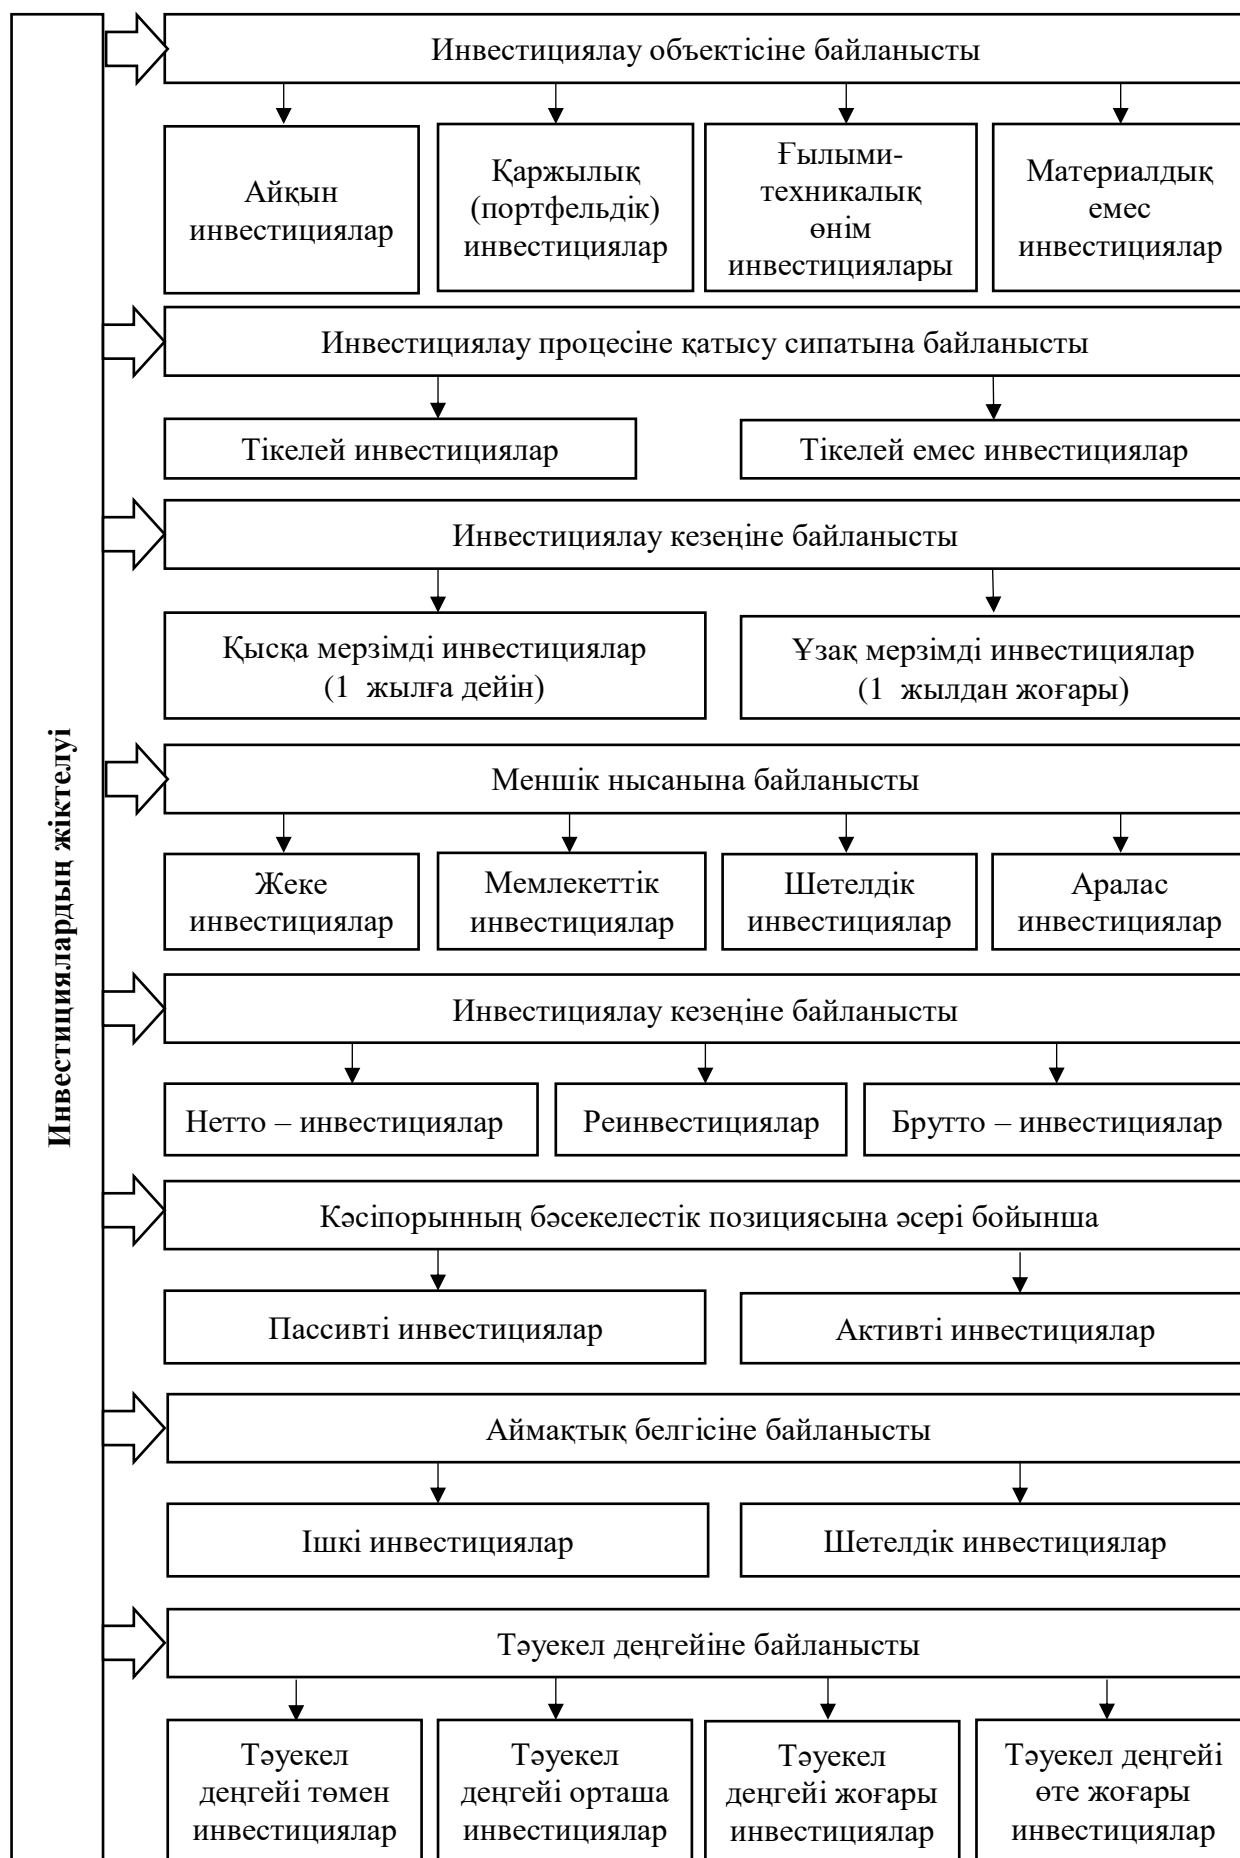 Инвестициялардың жіктелуі
Инвестициялау объектісіне байланысты
Айқын
инвестициялар
Қаржылық
(портфельдік)
инвестициялар
Ғылыми-
техникалық
өнім
инвестициялары
Материалдық
емес
инвестициялар
Инвестициялау процесіне қатысу сипатына байланысты
Тікелей инвестициялар
Тікелей емес инвестициялар
Инвестициялау кезеңіне байланысты
Қысқа мерзімді инвестициялар
(1 жылға дейін)
Ұзақ мерзімді инвестициялар
(1 жылдан жоғары)
Меншік нысанына байланысты
Жеке
инвестициялар
Мемлекеттік
инвестициялар
Шетелдік
инвестициялар
Аралас
инвестициялар
Инвестициялау кезеңіне байланысты
Нетто – инвестициялар
Реинвестициялар
Брутто – инвестициялар
Кәсіпорынның бәсекелестік позициясына әсері бойынша
Пассивті инвестициялар
Активті инвестициялар
Аймақтық белгісіне байланысты
Ішкі инвестициялар
Шетелдік инвестициялар
Тәуекел деңгейіне байланысты
Тәуекел
деңгейі төмен
инвестициялар
Тәуекел
деңгейі орташа
инвестициялар
Тәуекел
деңгейі жоғары
инвестициялар
Тәуекел деңгейі
өте жоғары
инвестициялар